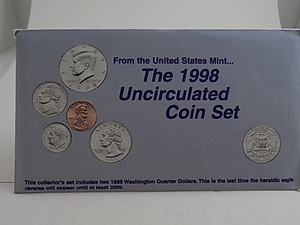 From the United States Mint...
The 1998
Uncirculated
Coin Set
This collector's set includes two 1998 Washington Quarter Dollars. This is the last time the heraldic eagle
reverse will appear until at least 2009.